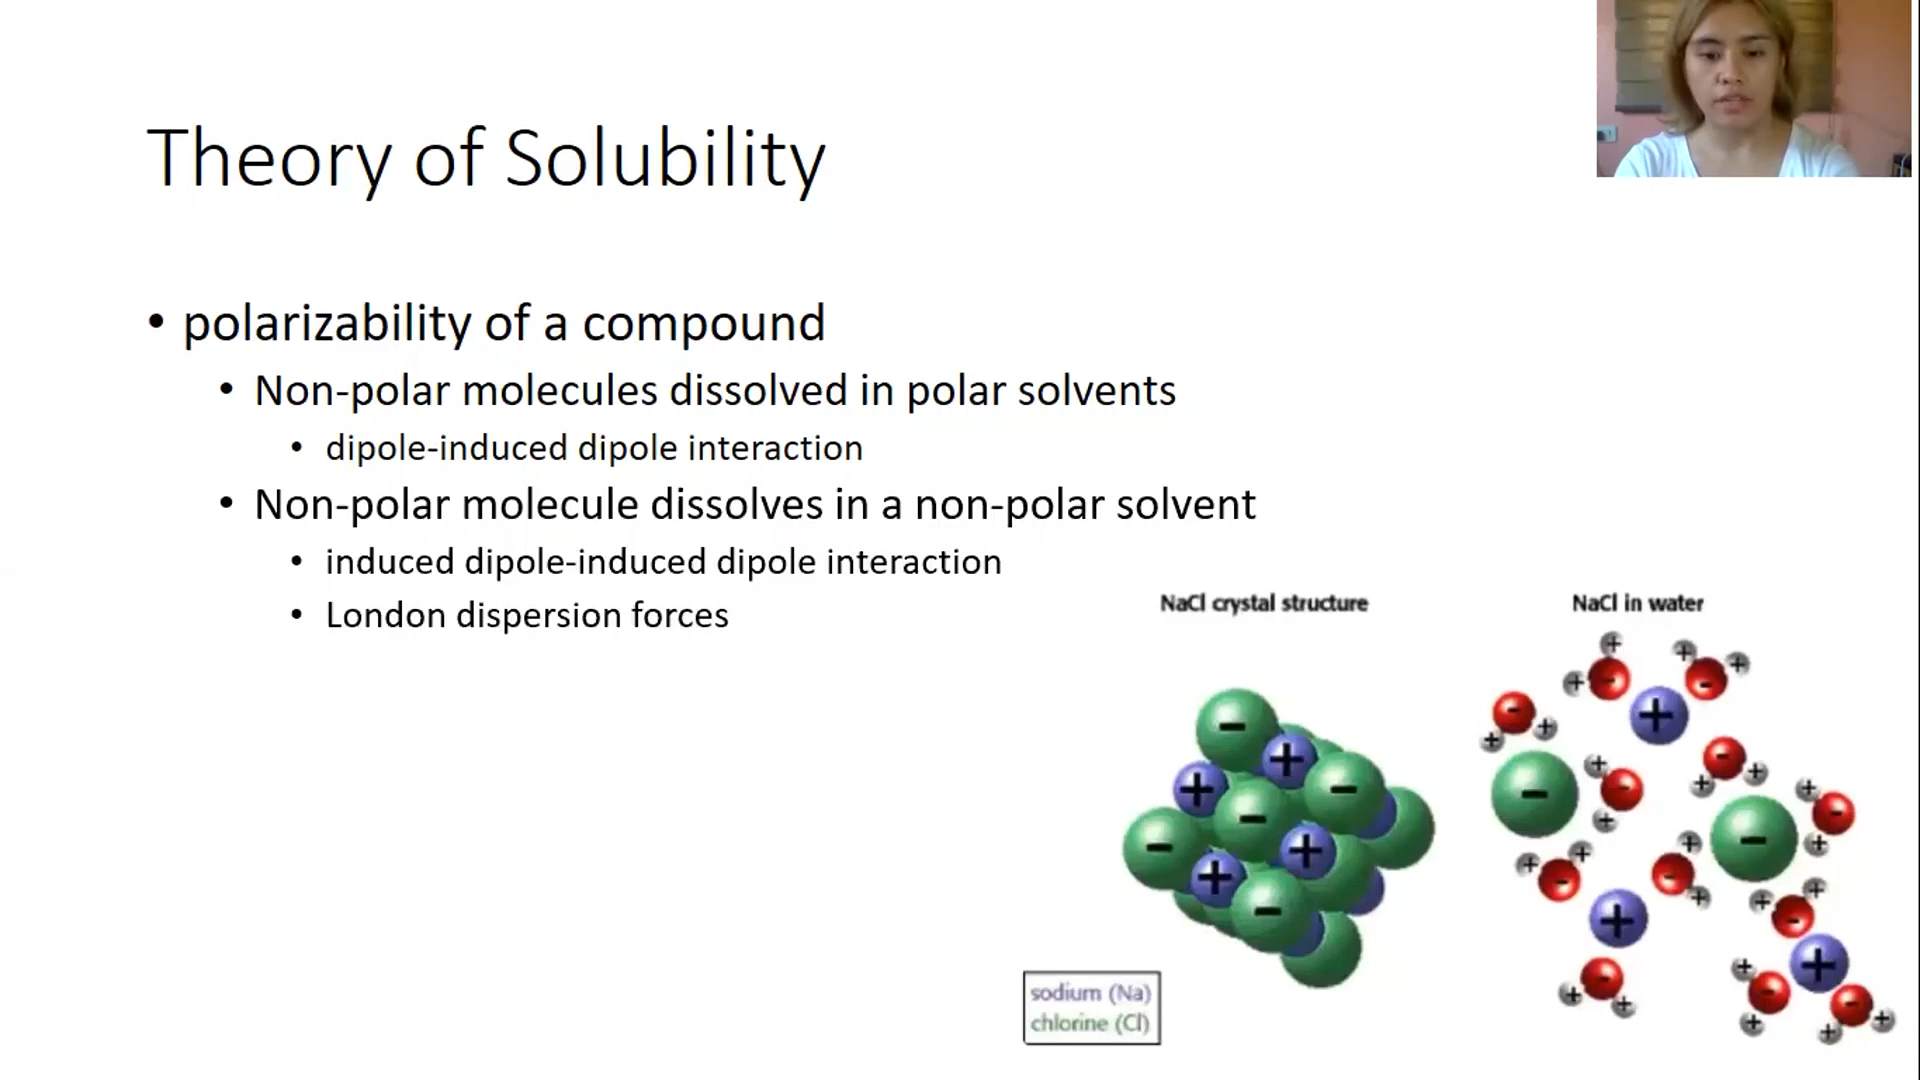 Theory of Solubility
• polarizability of a compound
• Non-polar molecules dissolved in polar solvents
• dipole-induced dipole interaction
• Non-polar molecule dissolves in a non-polar solvent
• induced dipole-induced dipole interaction
• London dispersion forces
NaCl crystal structure
NaCl in water
sodium (Na)
chlorine (Cl)